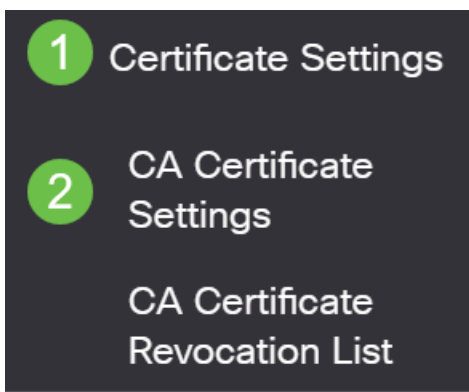 1 Certificate Settings
2 CA Certificate
Settings
CA Certificate
Revocation List